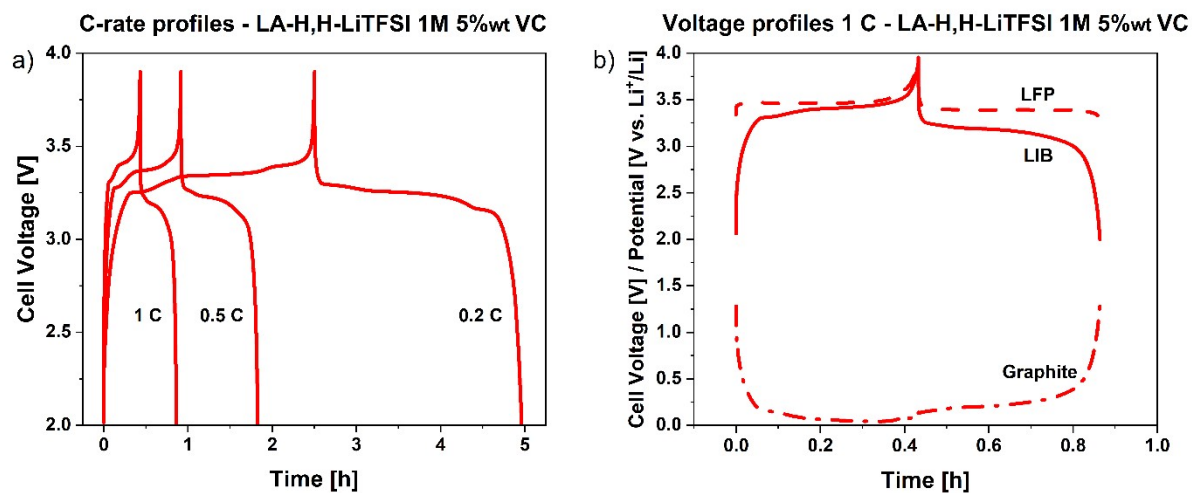 C-rate profiles - LA-H,H-LiTFSI 1M 5%wt VC
a)
4.0
3.5
3.0
2.5
2.0
Cell Voltage [V]
1 C
0.5 C
0.2 C
0 1 2 3 4 5
Time [h]
Voltage profiles 1 C - LA-H,H-LiTFSI 1M 5%wt VC
b)
4.0
3.5
3.0
2.5
2.0
1.5
1.0
0.5
0.0
Cell Voltage [V] / Potential [V vs. Li⁺/Li]
LFP
LIB
Graphite
0.0 0.2 0.4 0.6 0.8 1.0
Time [h]